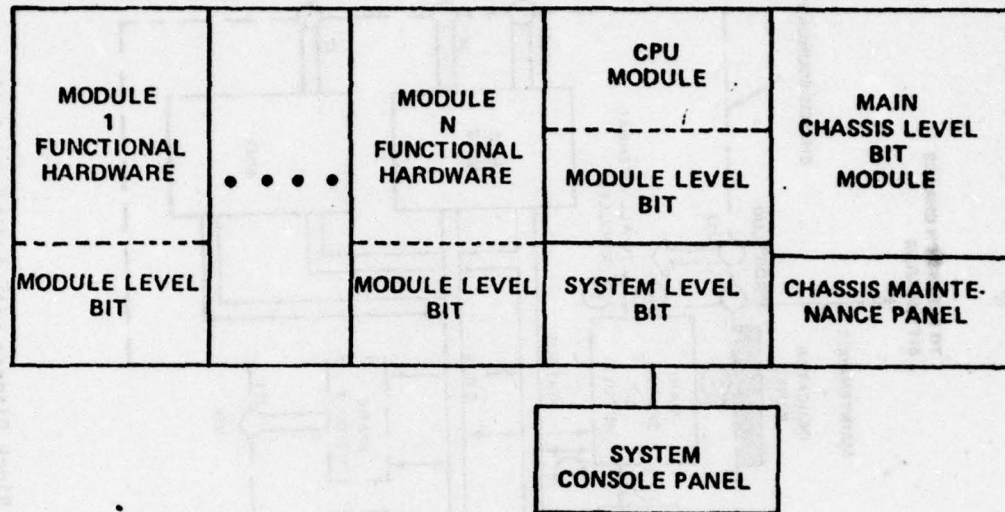 MODULE
1
FUNCTIONAL
HARDWARE
MODULE LEVEL
BIT
MODULE
N
FUNCTIONAL
HARDWARE
MODULE LEVEL
BIT
CPU
MODULE
MODULE LEVEL
BIT
SYSTEM LEVEL
BIT
MAIN
CHASSIS LEVEL
BIT
MODULE
CHASSIS MAINTE-
NANCE PANEL
SYSTEM
CONSOLE PANEL